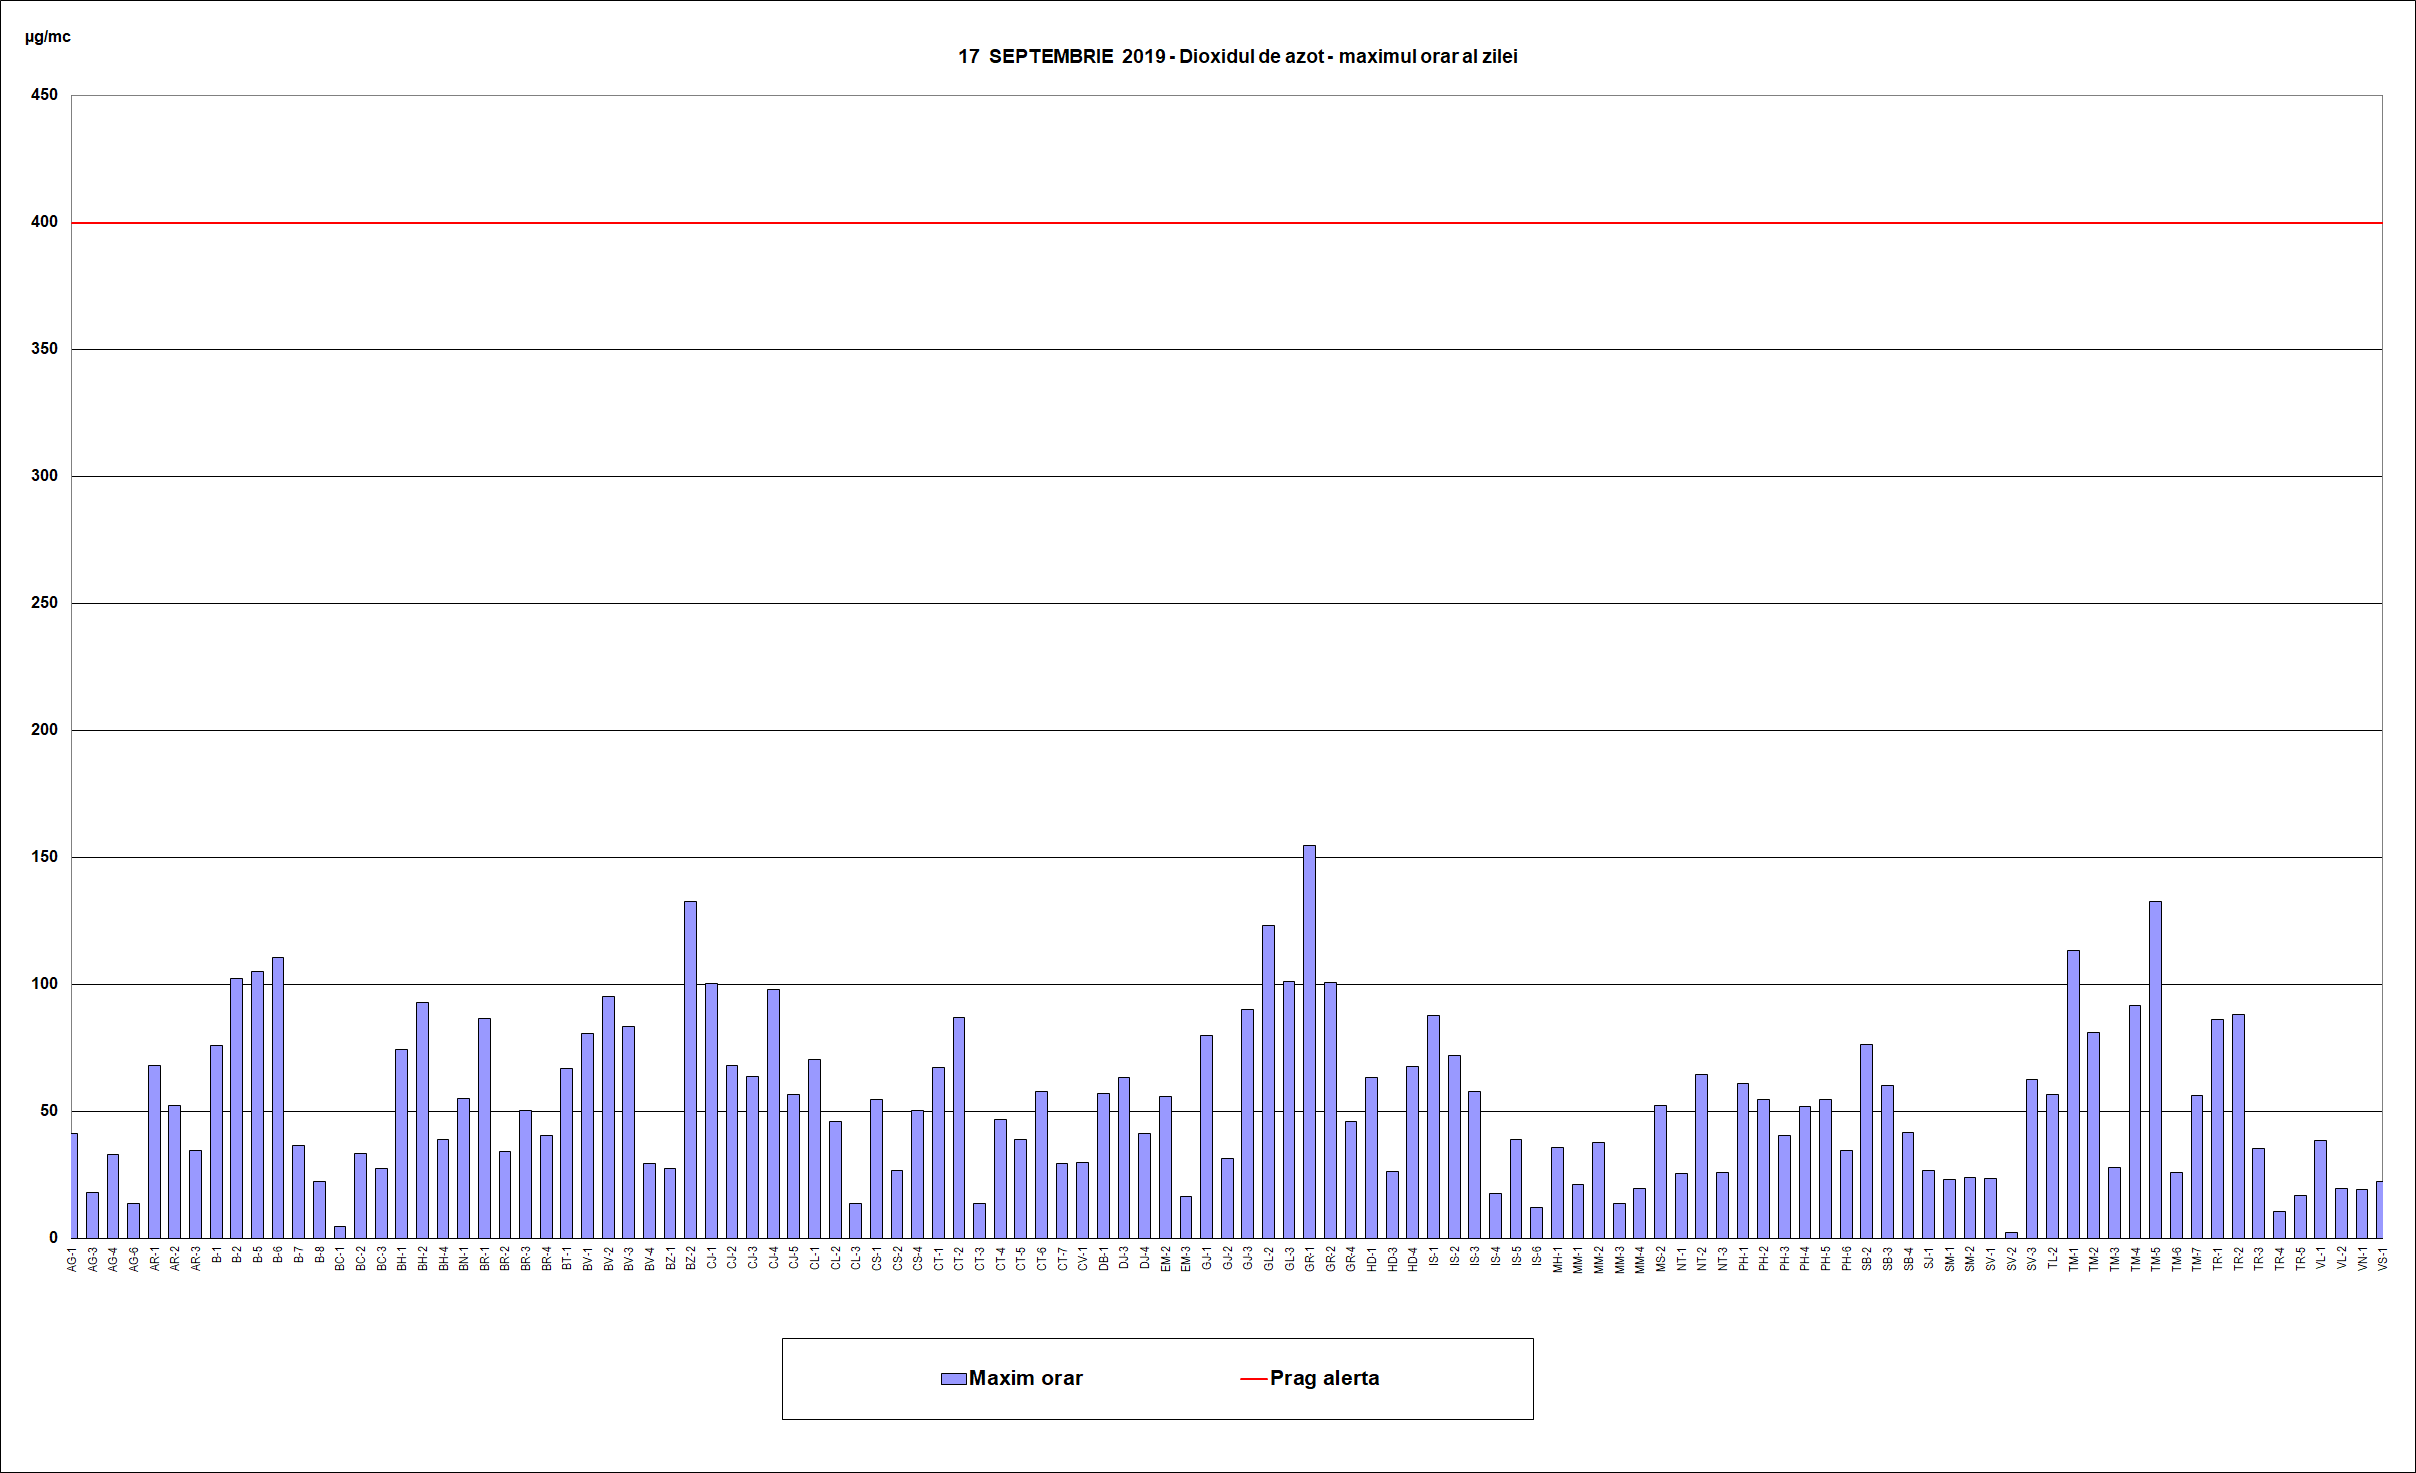 µg/mc
17 SEPTEMBRIE 2019 - Dioxidul de azot - maximul orar al zilei
450
400
350
300
250
200
150
100
50
0
AG-1 AG-3 AG-4 AG-6 AR-1 AR-2 AR-3 B-1 B-2 B-5 B-6 B-7 B-8 BC-1 BC-2 BC-3 BH-1 BH-2 BH-4 BN-1 BR-1 BR-2 BR-3 BR-4 BT-1 BV-1 BV-2 BV-3 BV-4 BZ-1 BZ-2 CJ-1 CJ-2 CJ-3 CJ-4 CJ-5 CL-1 CL-2 CL-3 CS-1 CS-2 CS-4 CT-1 CT-2 CT-3 CT-4 CT-5 CT-6 CT-7 CV-1 DB-1 DJ-3 DJ-4 EM-2 EM-3 GJ-1 GJ-2 GJ-3 GL-2 GL-3 GR-1 GR-2 GR-4 HD-1 HD-3 HD-4 IS-1 IS-2 IS-3 IS-4 IS-5 IS-6 MH-1 MM-1 MM-2 MM-3 MM-4 MS-2 NT-1 NT-2 NT-3 PH-1 PH-2 PH-3 PH-4 PH-5 PH-6 SB-2 SB-3 SB-4 SJ-1 SM-1 SM-2 SV-1 SV-2 SV-3 TL-2 TM-1 TM-2 TM-3 TM-4 TM-5 TM-6 TM-7 TR-1 TR-2 TR-3 TR-4 TR-5 VL-1 VL-2 VN-1 VS-1
Maxim orar Prag alerta